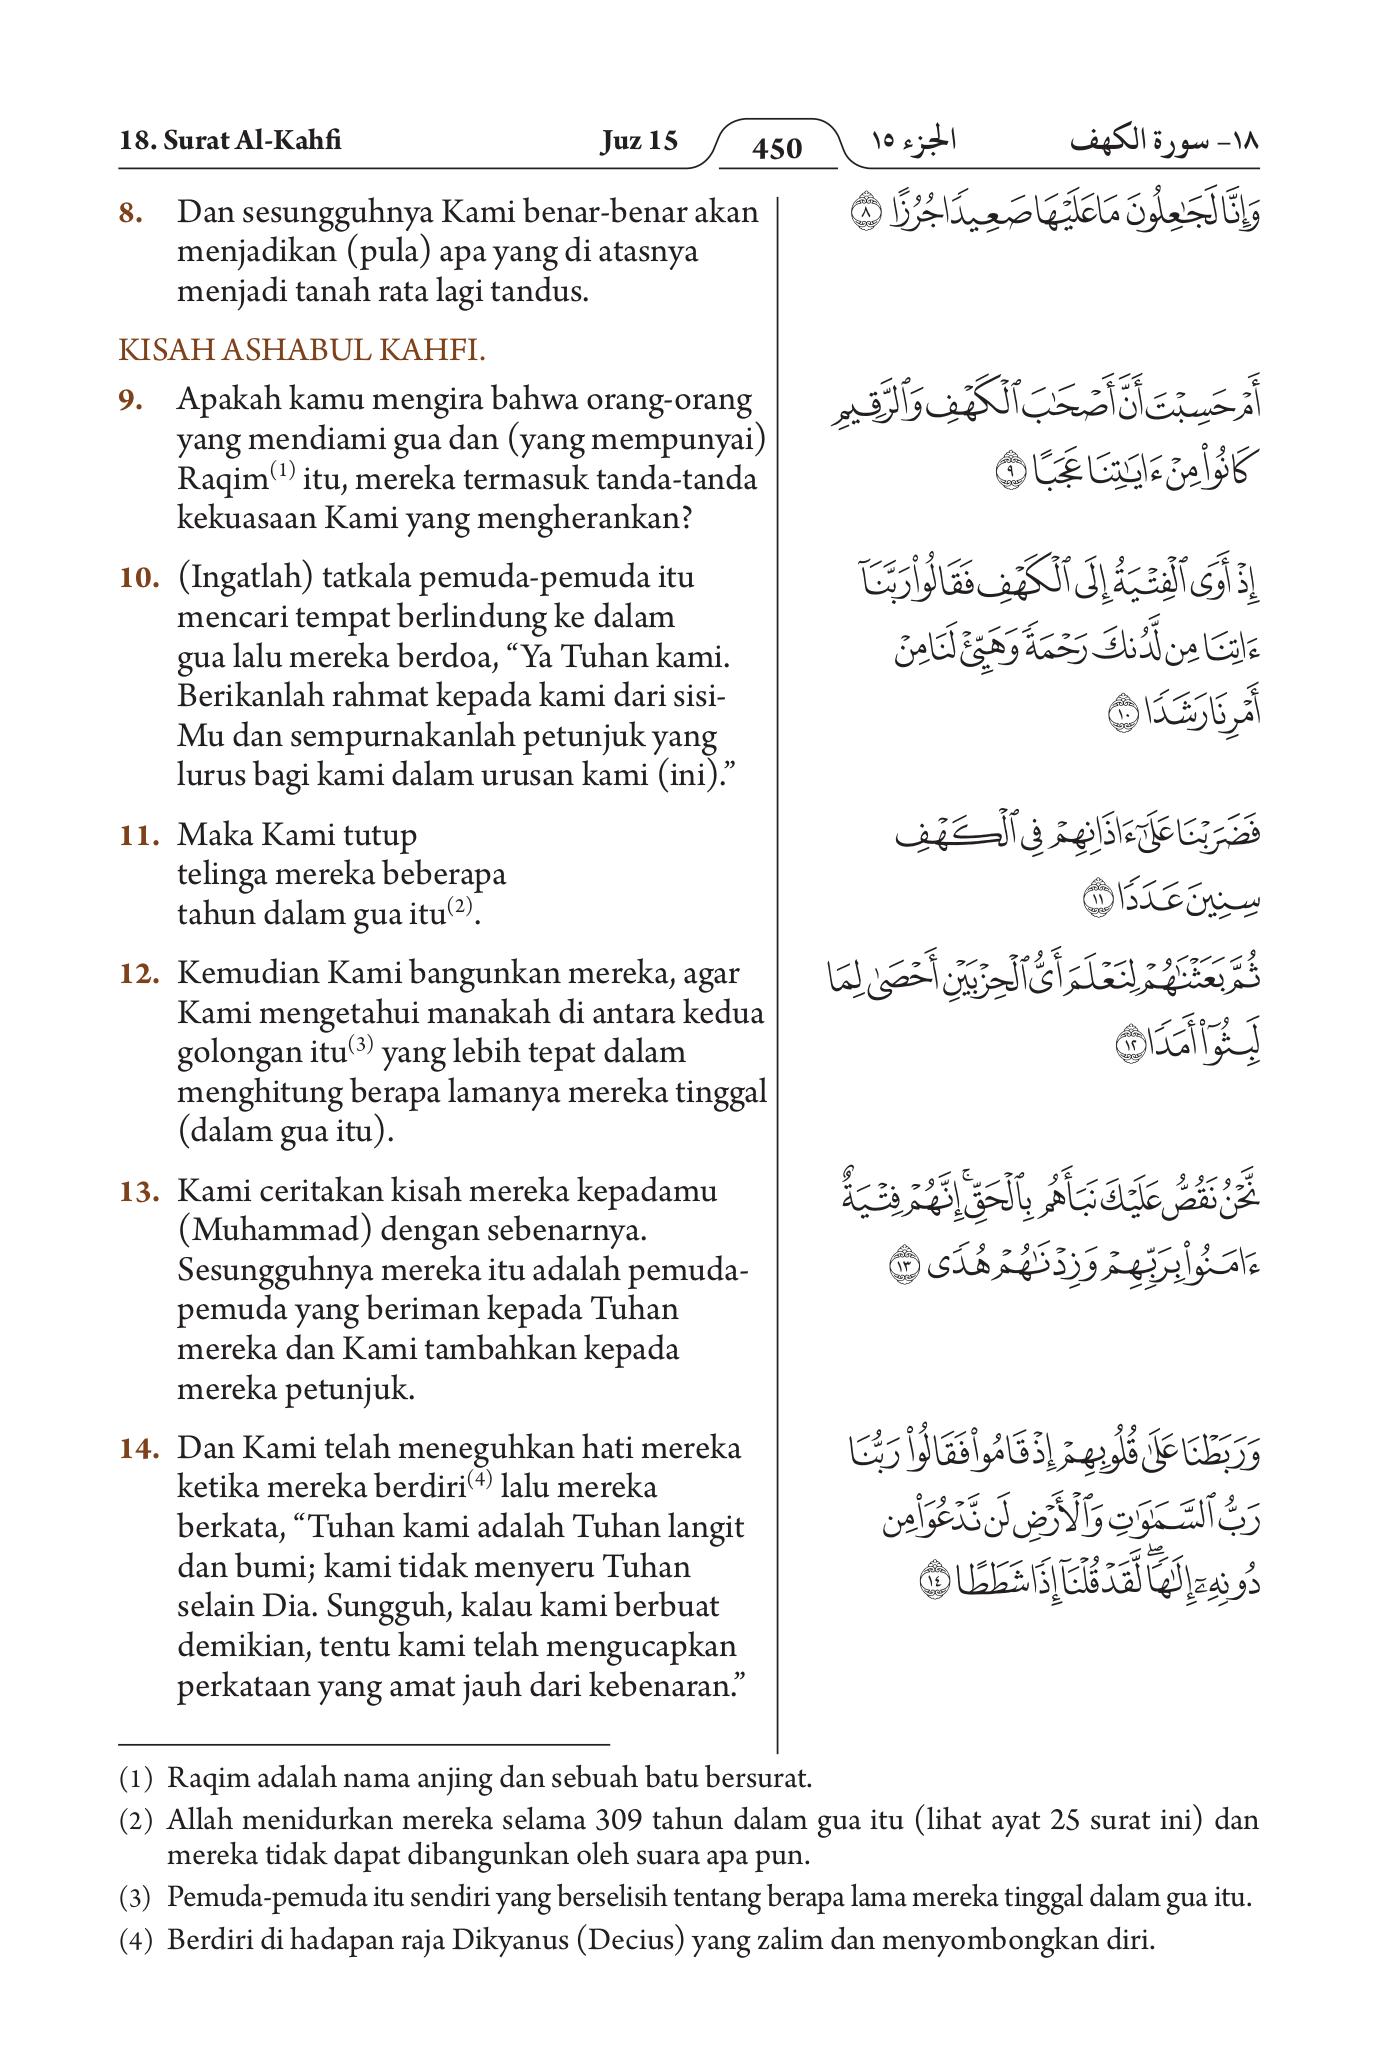 18. Surat Al-Kahfi
Juz 15
450
الجزء ١٥
١٨- سورة الكهف
8. Dan sesungguhnya Kami benar-benar akan
menjadikan (pula) apa yang di atasnya
menjadi tanah rata lagi tandus.
وَإِنَّا لَجَٰعِلُونَ مَا عَلَيْهَا صَعِيدًا جُرُزًا ۝٨
KISAH ASHABUL KAHFI.
9. Apakah kamu mengira bahwa orang-orang
yang mendiami gua dan (yang mempunyai)
Raqim(1) itu, mereka termasuk tanda-tanda
kekuasaan Kami yang mengherankan?
أَمْ حَسِبْتَ أَنَّ أَصْحَٰبَ ٱلْكَهْفِ وَٱلرَّقِيمِ
كَانُوا۟ مِنْ ءَايَٰتِنَا عَجَبًا ۝٩
10. (Ingatlah) tatkala pemuda-pemuda itu
mencari tempat berlindung ke dalam
gua lalu mereka berdoa, “Ya Tuhan kami.
Berikanlah rahmat kepada kami dari sisi-
Mu dan sempurnakanlah petunjuk yang
lurus bagi kami dalam urusan kami (ini).”
إِذْ أَوَى ٱلْفِتْيَةُ إِلَى ٱلْكَهْفِ فَقَالُوا۟ رَبَّنَآ
ءَاتِنَا مِن لَّدُنكَ رَحْمَةً وَهَيِّئْ لَنَا مِنْ
أَمْرِنَا رَشَدًا ۝١٠
11. Maka Kami tutup
telinga mereka beberapa
tahun dalam gua itu(2).
فَضَرَبْنَا عَلَىٰٓ ءَاذَانِهِمْ فِى ٱلْكَهْفِ
سِنِينَ عَدَدًا ۝١١
12. Kemudian Kami bangunkan mereka, agar
Kami mengetahui manakah di antara kedua
golongan itu(3) yang lebih tepat dalam
menghitung berapa lamanya mereka tinggal
(dalam gua itu).
ثُمَّ بَعَثْنَٰهُمْ لِنَعْلَمَ أَىُّ ٱلْحِزْبَيْنِ أَحْصَىٰ لِمَا
لَبِثُوٓا۟ أَمَدًا ۝١٢
13. Kami ceritakan kisah mereka kepadamu
(Muhammad) dengan sebenarnya.
Sesungguhnya mereka itu adalah pemuda-
pemuda yang beriman kepada Tuhan
mereka dan Kami tambahkan kepada
mereka petunjuk.
نَّحْنُ نَقُصُّ عَلَيْكَ نَبَأَهُم بِٱلْحَقِّ ۚ إِنَّهُمْ فِتْيَةٌ
ءَامَنُوا۟ بِرَبِّهِمْ وَزِدْنَٰهُمْ هُدًى ۝١٣
14. Dan Kami telah meneguhkan hati mereka
ketika mereka berdiri(4) lalu mereka
berkata, “Tuhan kami adalah Tuhan langit
dan bumi; kami tidak menyeru Tuhan
selain Dia. Sungguh, kalau kami berbuat
demikian, tentu kami telah mengucapkan
perkataan yang amat jauh dari kebenaran.”
وَرَبَطْنَا عَلَىٰ قُلُوبِهِمْ إِذْ قَامُوا۟ فَقَالُوا۟ رَبُّنَا
رَبُّ ٱلسَّمَٰوَٰتِ وَٱلْأَرْضِ لَن نَّدْعُوَا۟ مِن
دُونِهِۦٓ إِلَٰهًا ۖ لَّقَدْ قُلْنَآ إِذًا شَطَطًا ۝١٤
(1) Raqim adalah nama anjing dan sebuah batu bersurat.
(2) Allah menidurkan mereka selama 309 tahun dalam gua itu (lihat ayat 25 surat ini) dan
mereka tidak dapat dibangunkan oleh suara apa pun.
(3) Pemuda-pemuda itu sendiri yang berselisih tentang berapa lama mereka tinggal dalam gua itu.
(4) Berdiri di hadapan raja Dikyanus (Decius) yang zalim dan menyombongkan diri.